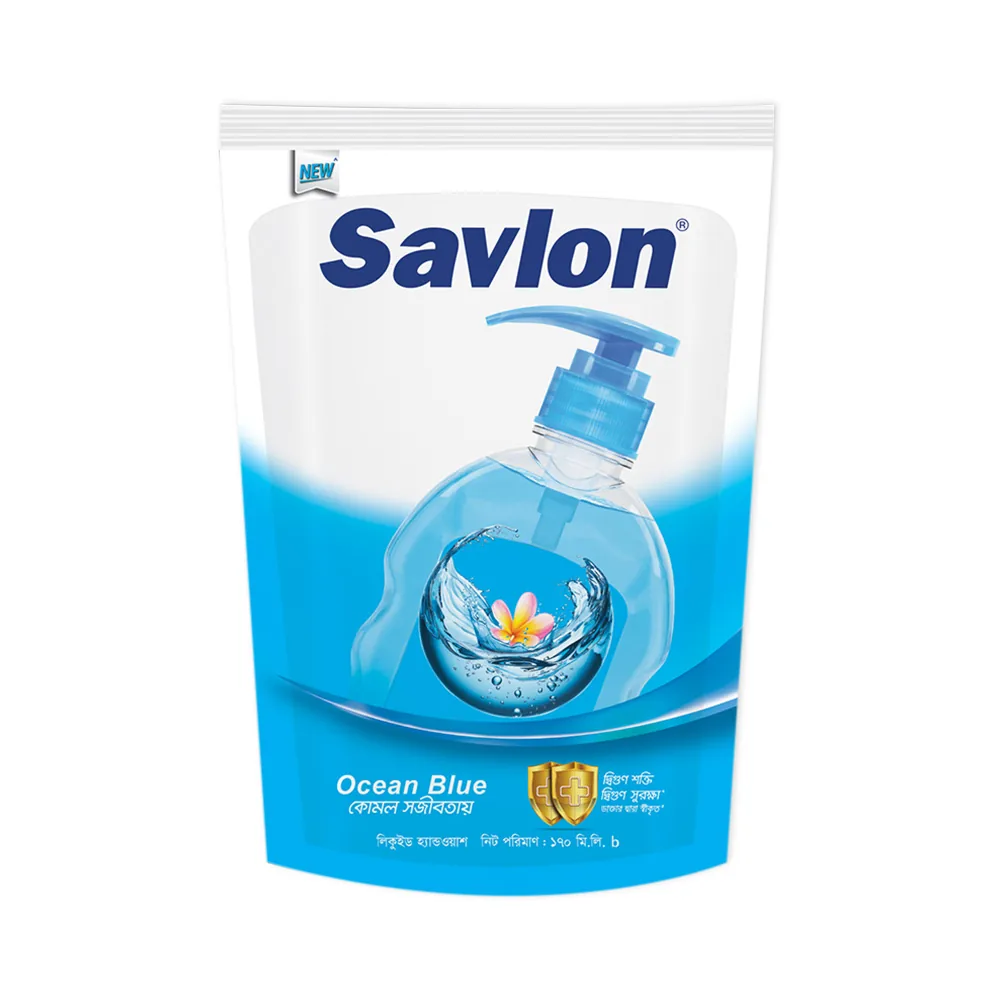 NEW^
Savlon®
Ocean Blue
কোমল সজীবতায়
দ্বিগুণ শক্তি
দ্বিগুণ সুরক্ষা*
ডাক্তার দ্বারা স্বীকৃত*
লিকুইড হ্যান্ডওয়াশ নিট পরিমাণ : ১৭০ মি.লি. b